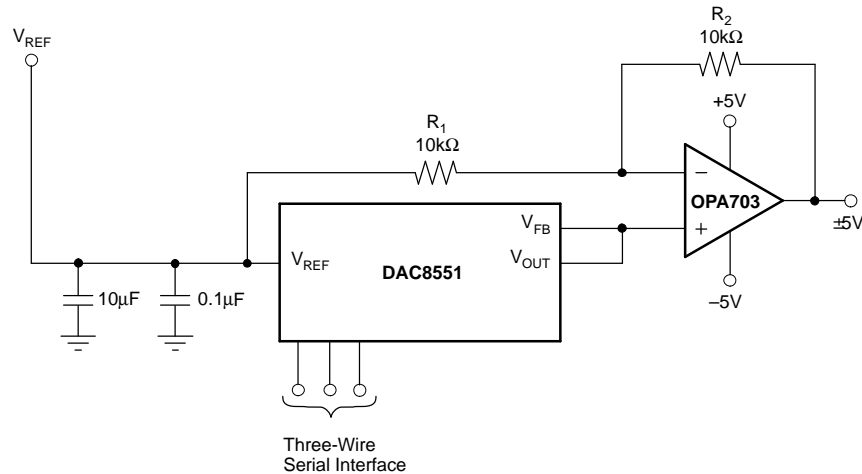 R2
10kΩ
VREF
+5V
R1
10kΩ
–
OPA703
+
±5V
–5V
VFB
VREF
DAC8551
VOUT
10µF
0.1µF
Three-Wire
Serial Interface